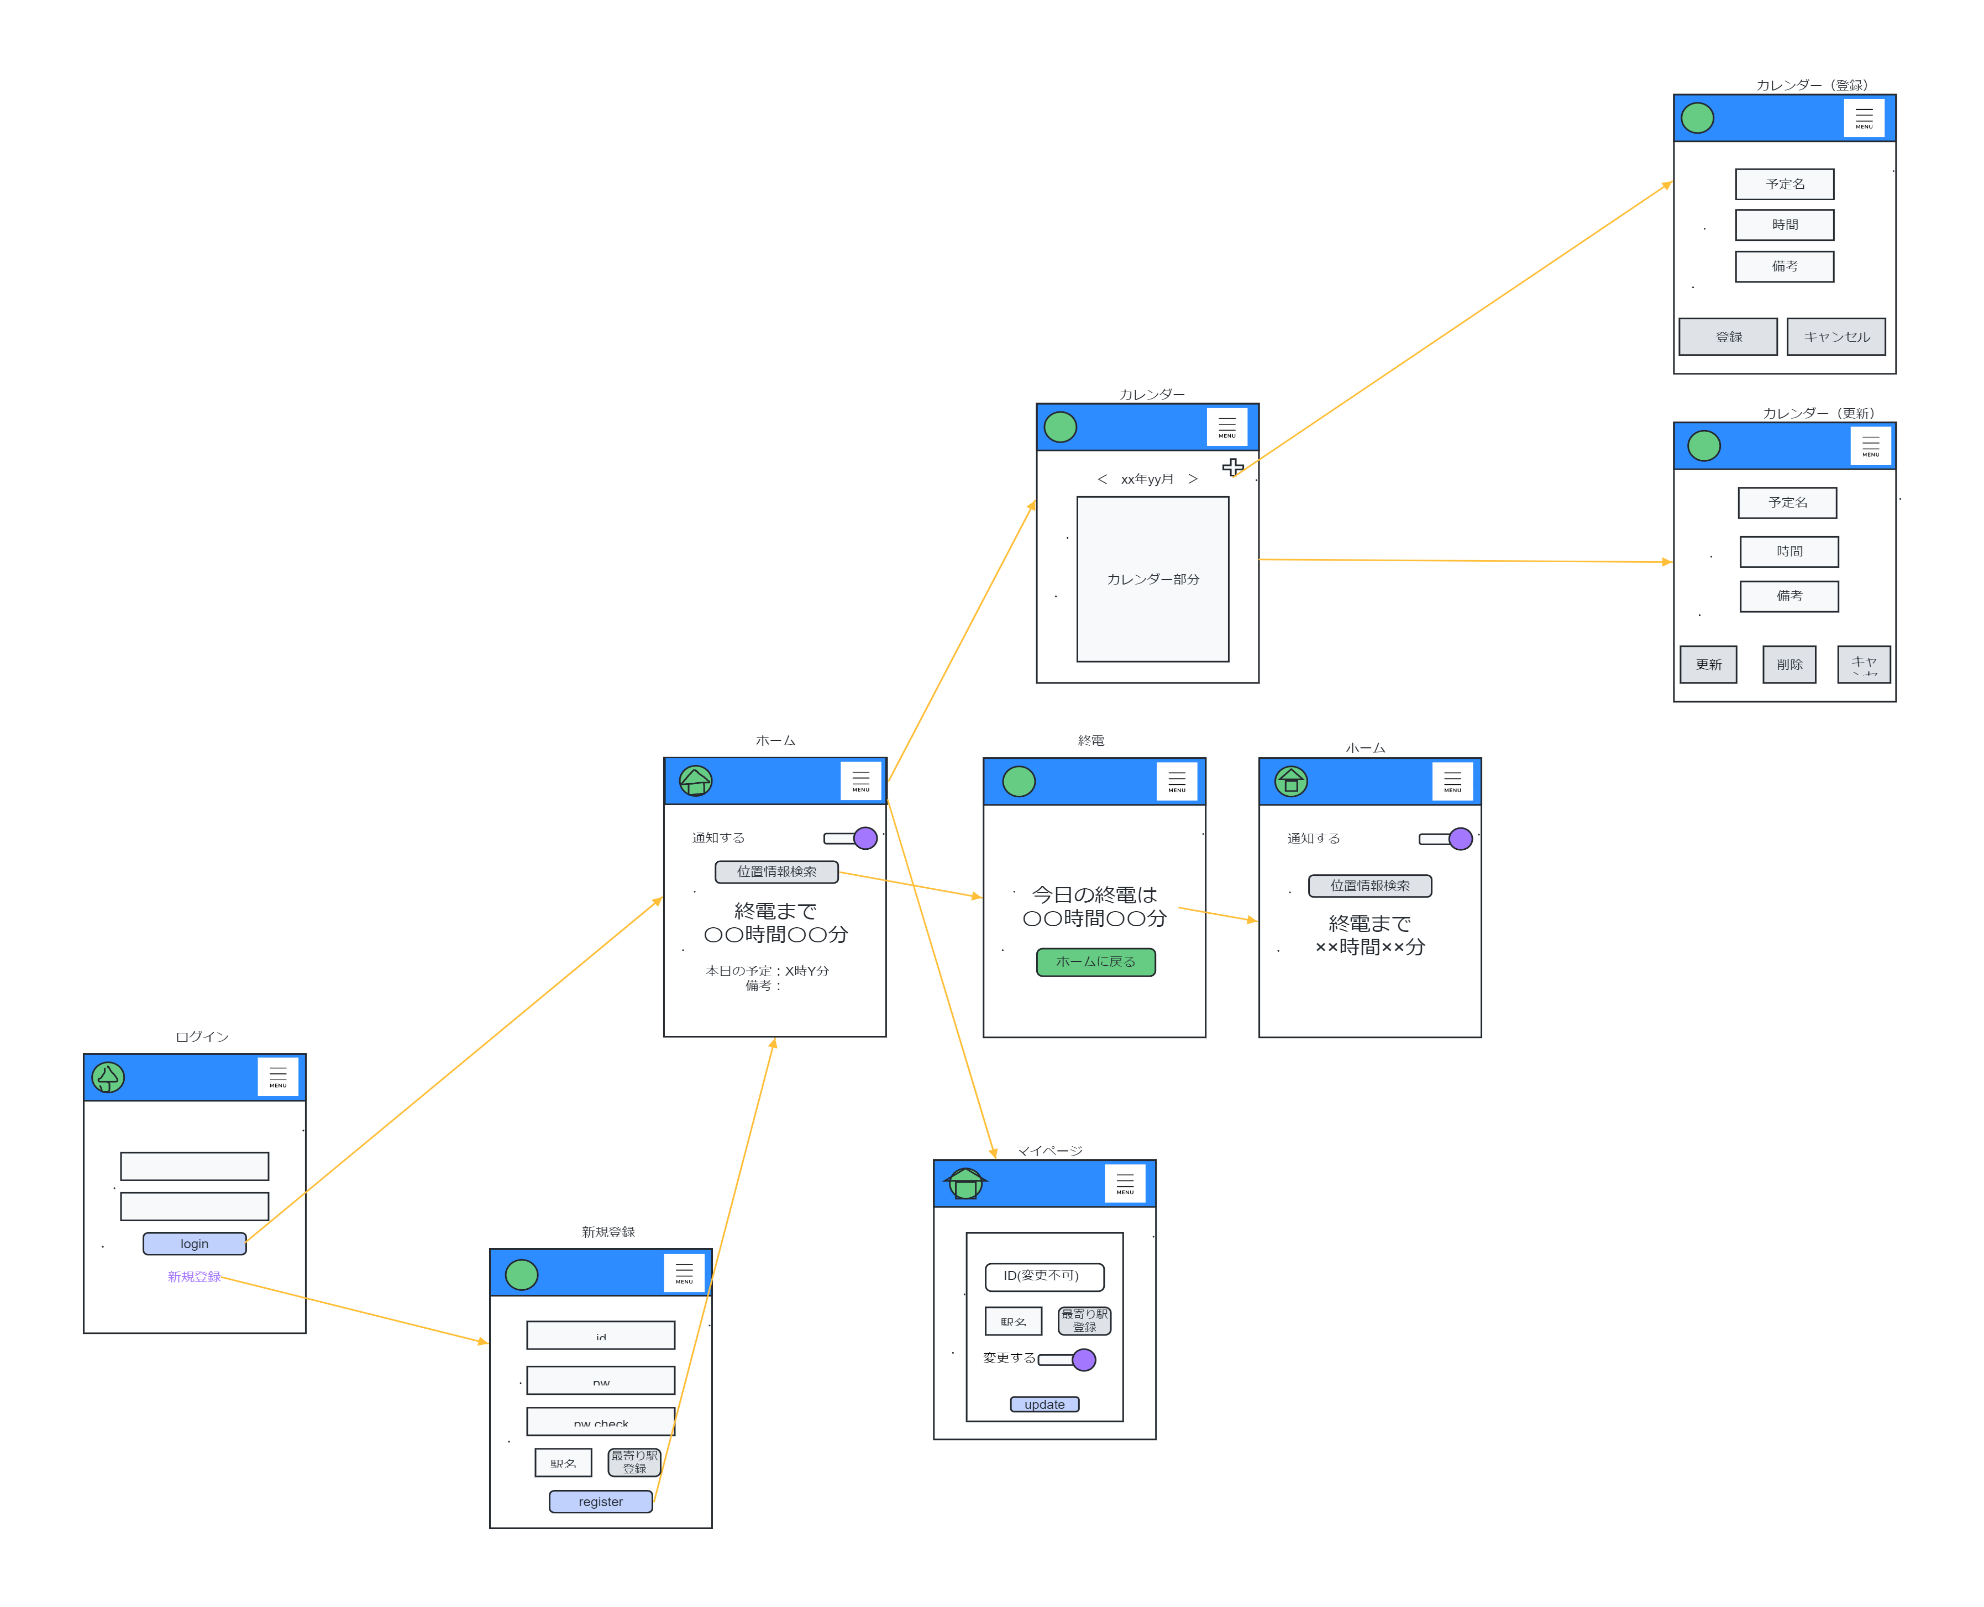 カレンダー（登録）
MENU
予定名
時間
備考
登録
キャンセル
カレンダー
MENU
＜ xx年yy月 ＞
カレンダー部分
カレンダー（更新）
MENU
予定名
時間
備考
更新
削除
キャ
ンセ
ホーム
MENU
通知する
位置情報検索
終電まで
〇〇時間〇〇分
本日の予定：X時Y分
備考：
終電
MENU
今日の終電は
〇〇時間〇〇分
ホームに戻る
ホーム
MENU
通知する
位置情報検索
終電まで
××時間××分
ログイン
MENU
login
新規登録
新規登録
MENU
id
pw
pw check
駅名
最寄り駅
登録
register
マイページ
MENU
ID(変更不可)
駅名
最寄り駅
登録
変更する
update